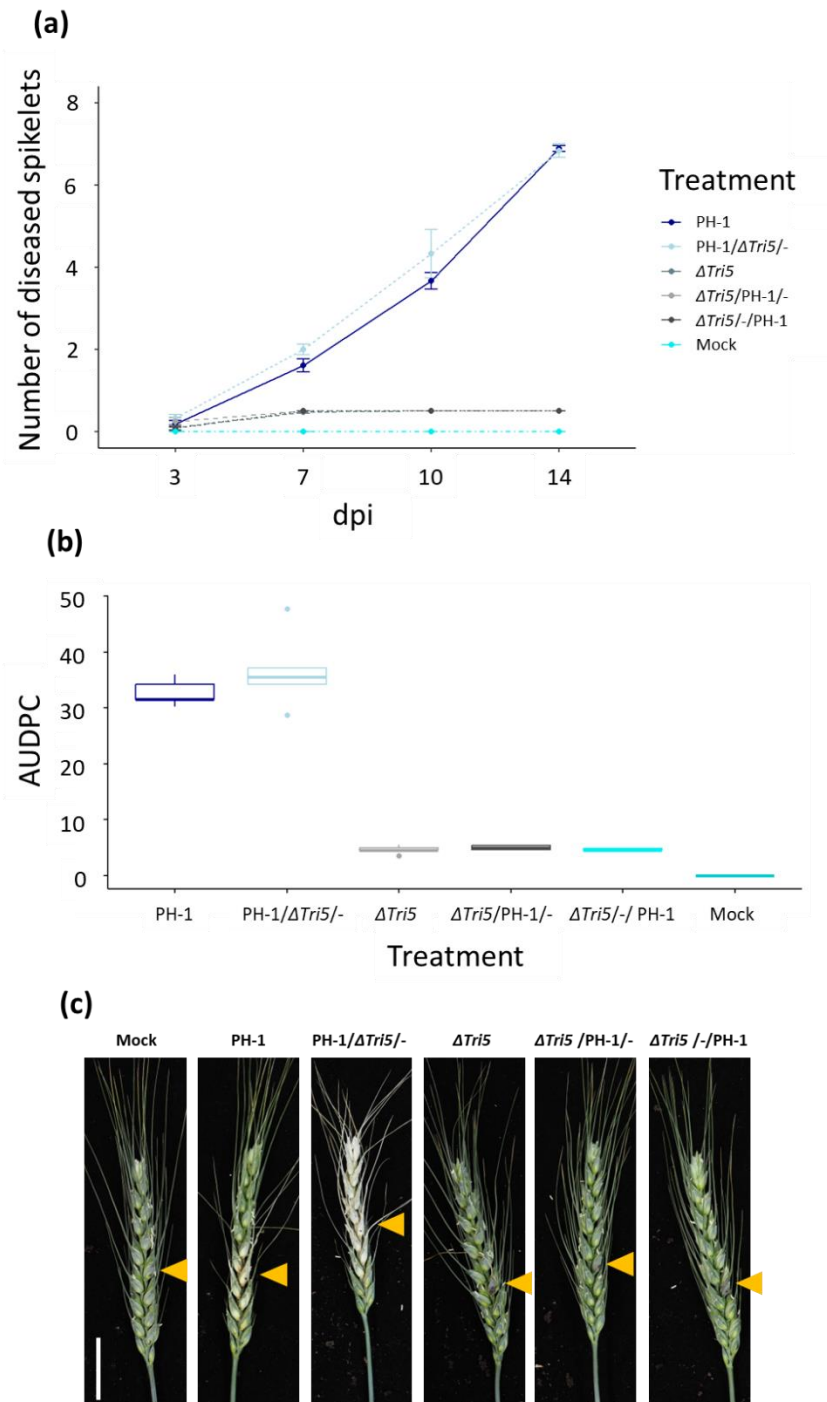 (a)
Number of diseased spikelets
8
6
4
2
0
3 7 10 14
dpi
Treatment
PH-1
PH-1/ΔTri5/-
ΔTri5
ΔTri5/PH-1/-
ΔTri5/-/PH-1
Mock
(b)
AUDPC
50
40
30
20
10
0
PH-1 PH-1/ΔTri5/- ΔTri5 ΔTri5/PH-1/- ΔTri5/-/ PH-1 Mock
Treatment
(c)
Mock PH-1 PH-1/ΔTri5/- ΔTri5 ΔTri5 /PH-1/- ΔTri5 /-/PH-1